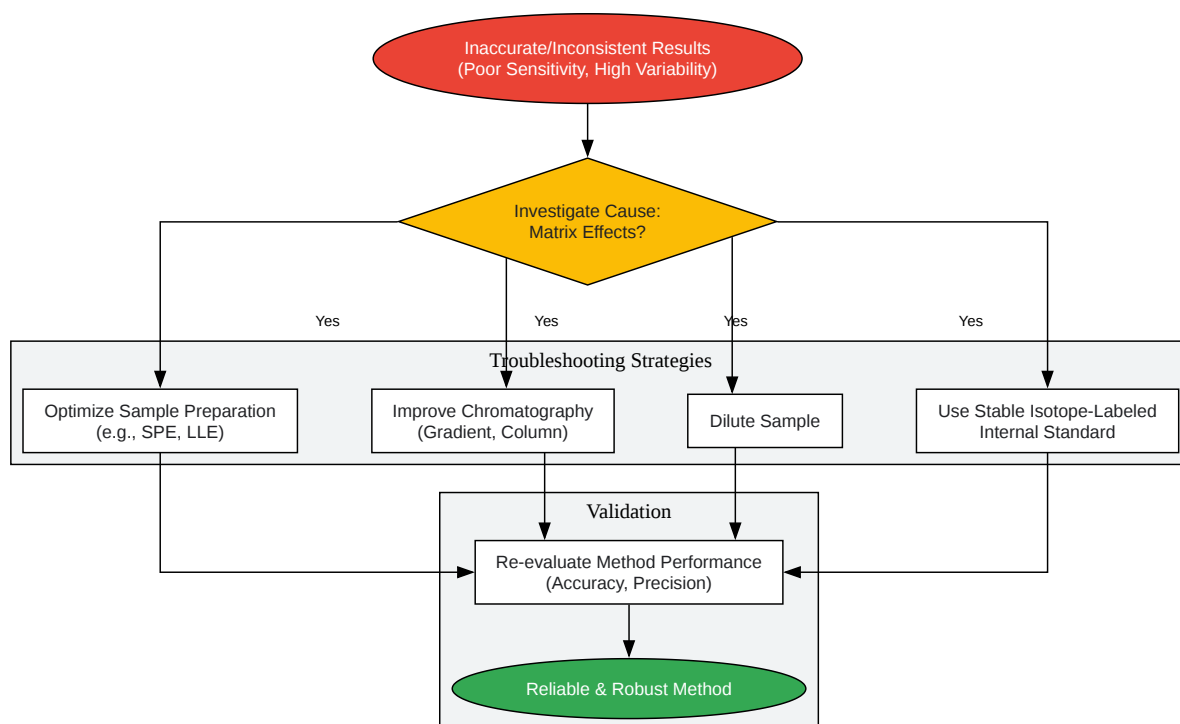 Inaccurate/Inconsistent Results
(Poor Sensitivity, High Variability)
Investigate Cause:
Matrix Effects?
Yes
Yes
Yes
Yes
Troubleshooting Strategies
Optimize Sample Preparation
(e.g., SPE, LLE)
Improve Chromatography
(Gradient, Column)
Dilute Sample
Use Stable Isotope-Labeled
Internal Standard
Validation
Re-evaluate Method Performance
(Accuracy, Precision)
Reliable & Robust Method